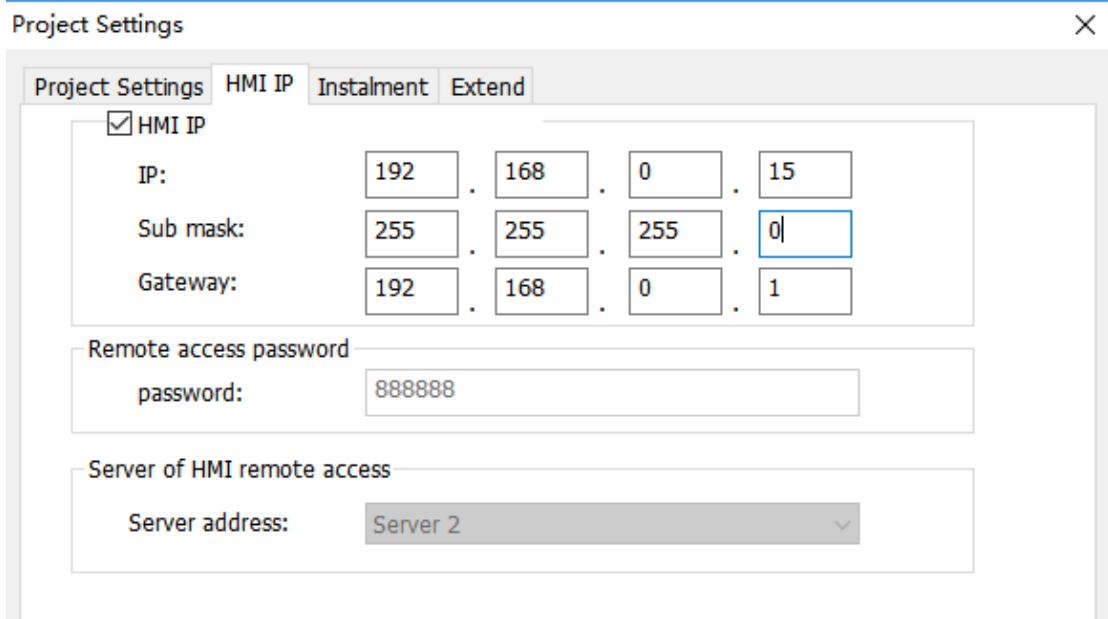 Project Settings
Project Settings HMI IP Instalment Extend
HMI IP
IP: 192 . 168 . 0 . 15
Sub mask: 255 . 255 . 255 . 0
Gateway: 192 . 168 . 0 . 1
Remote access password
password: 888888
Server of HMI remote access
Server address: Server 2